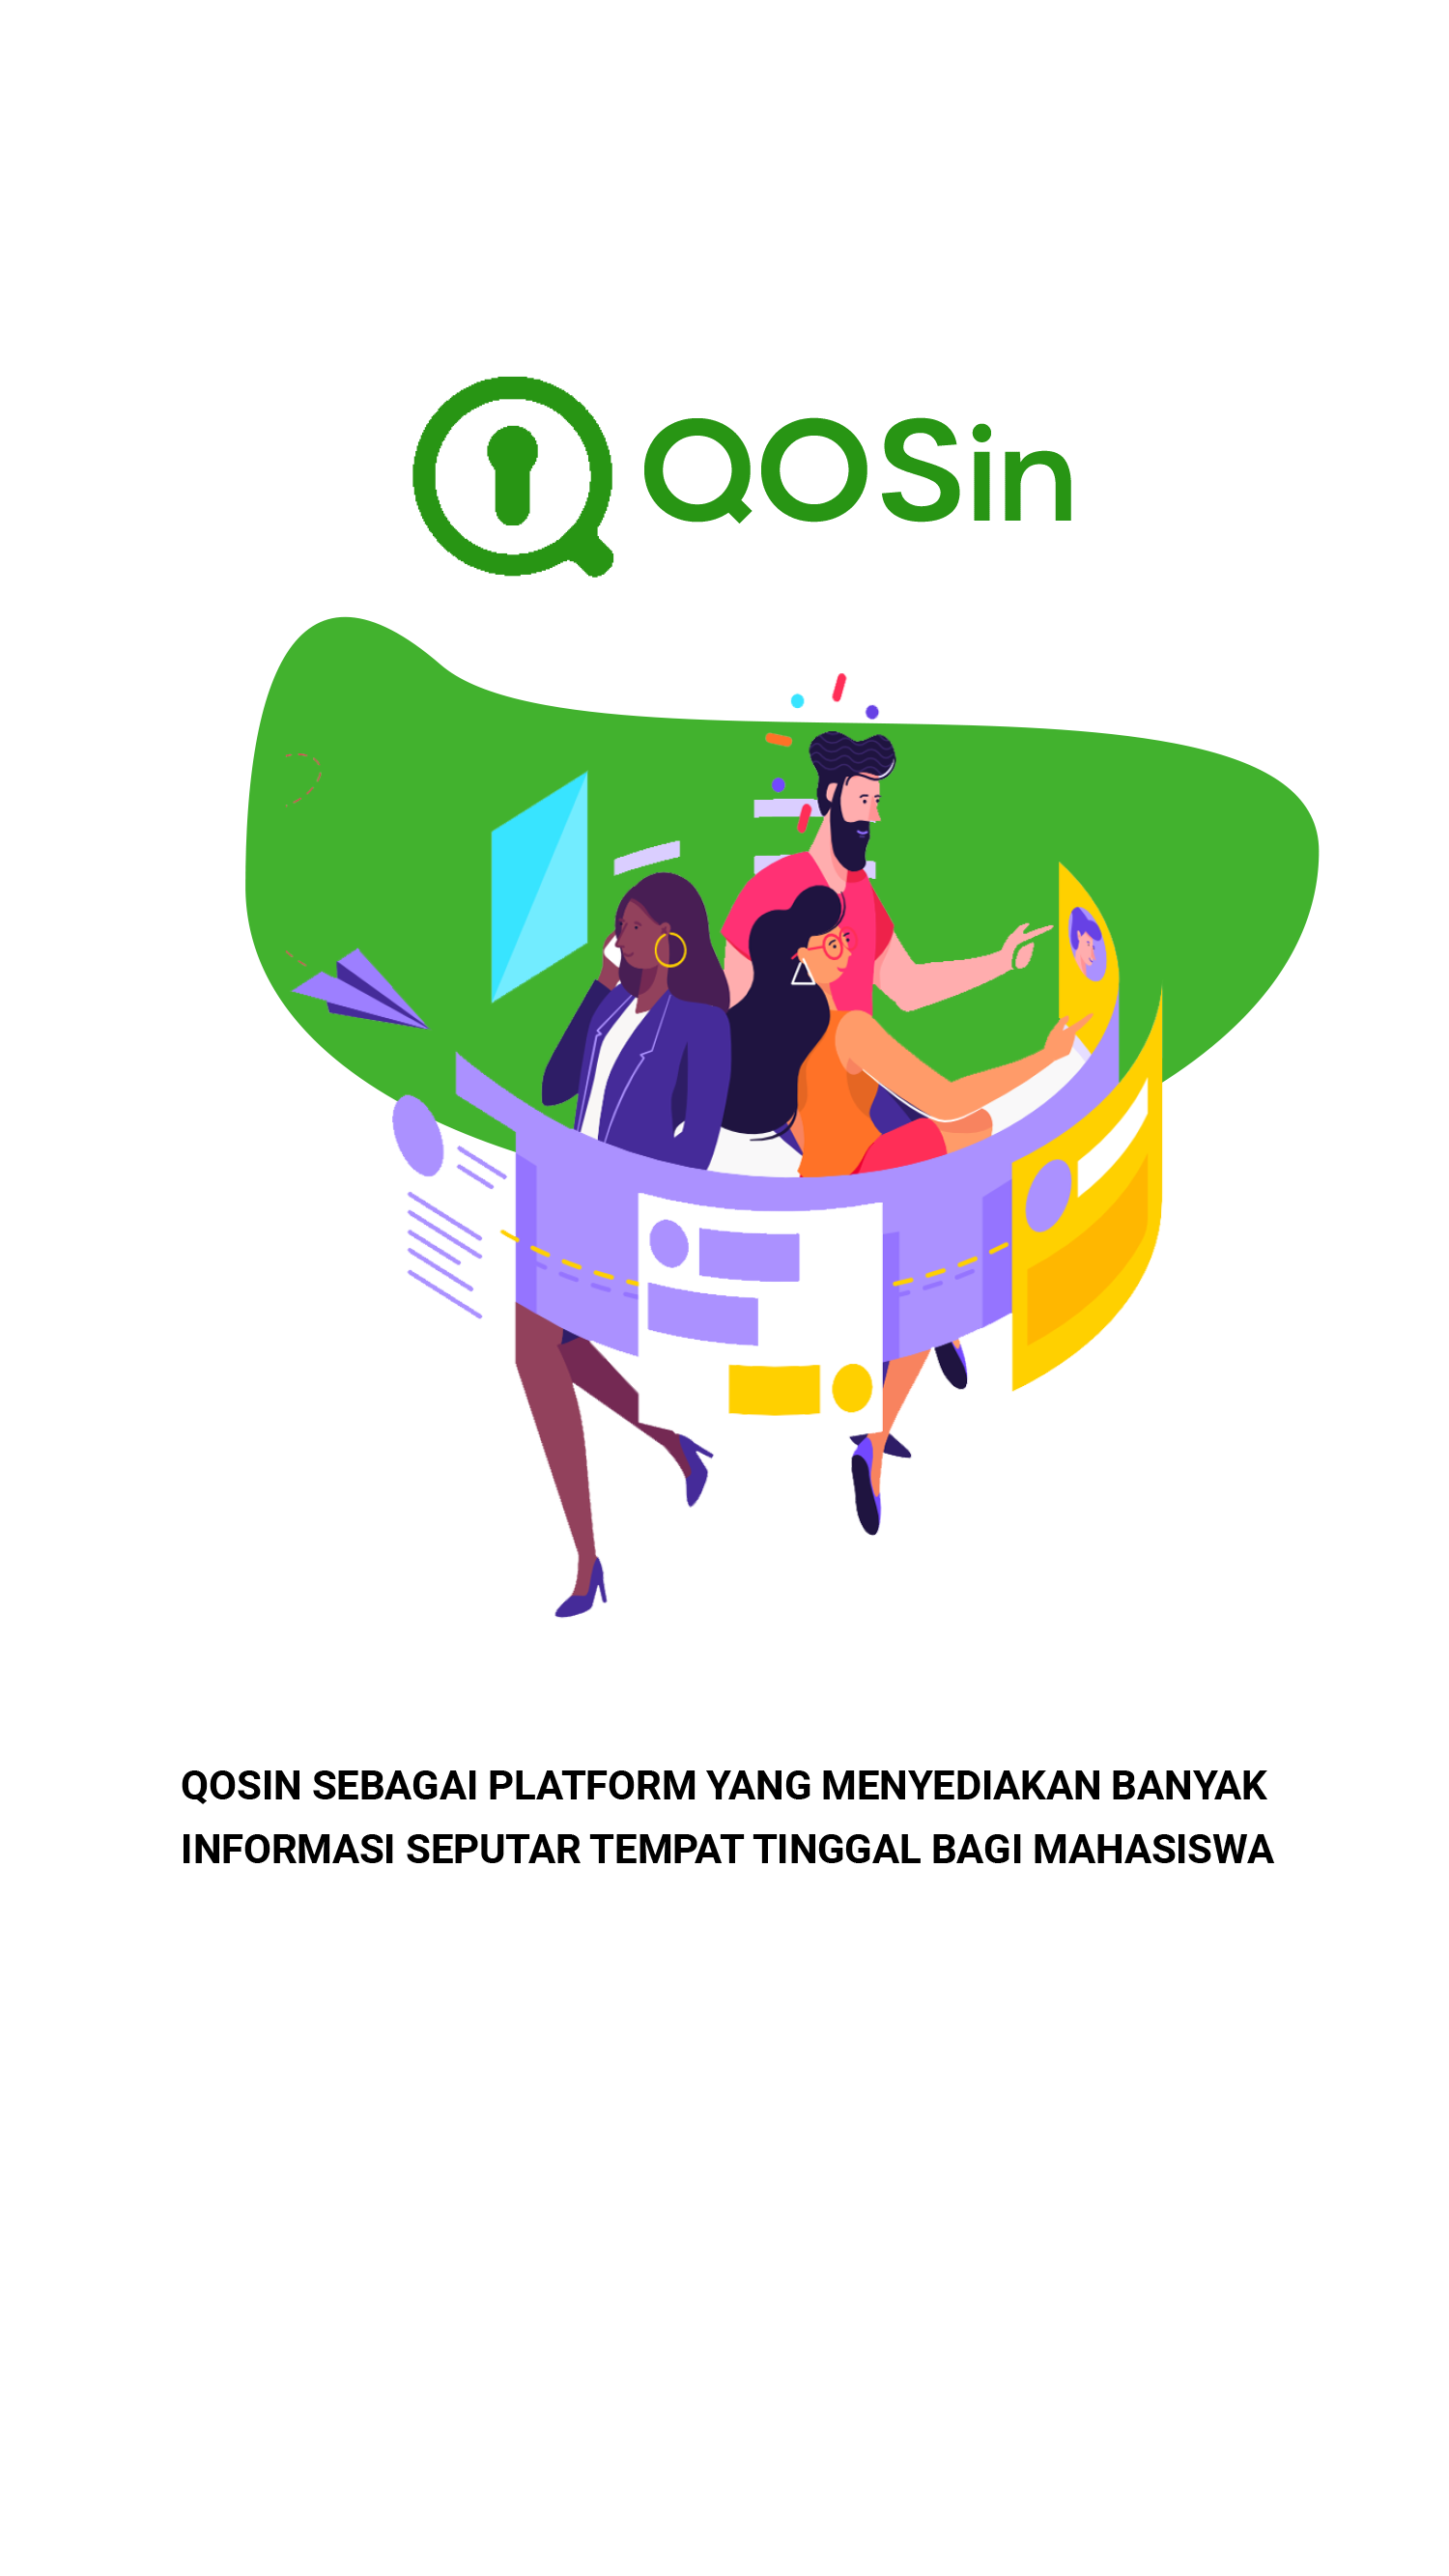 QOSin
QOSIN SEBAGAI PLATFORM YANG MENYEDIAKAN BANYAK
INFORMASI SEPUTAR TEMPAT TINGGAL BAGI MAHASISWA